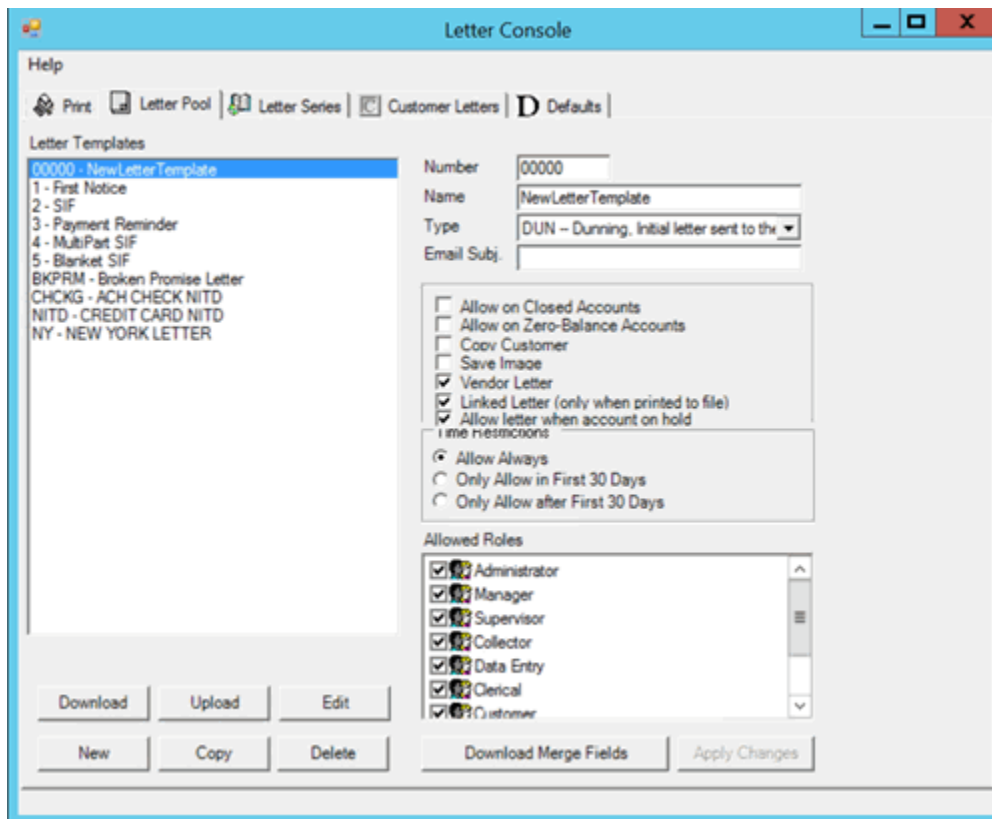 Letter Console
Help
Print
Letter Pool
Letter Series
Customer Letters
D Defaults
Letter Templates
00000 - NewLetterTemplate
1 - First Notice
2 - SIF
3 - Payment Reminder
4 - MultiPart SIF
5 - Blanket SIF
BKPRM - Broken Promise Letter
CHCKG - ACH CHECK NITD
NITD - CREDIT CARD NITD
NY - NEW YORK LETTER
Download
Upload
Edit
New
Copy
Delete
Number
00000
Name
NewLetterTemplate
Type
DUN -- Dunning, Initial letter sent to the
Email Subj.
Allow on Closed Accounts
Allow on Zero-Balance Accounts
Copy Customer
Save Image
Vendor Letter
Linked Letter (only when printed to file)
Allow letter when account on hold
Time Restrictions
Allow Always
Only Allow in First 30 Days
Only Allow after First 30 Days
Allowed Roles
Administrator
Manager
Supervisor
Collector
Data Entry
Clerical
Customer
Download Merge Fields
Apply Changes